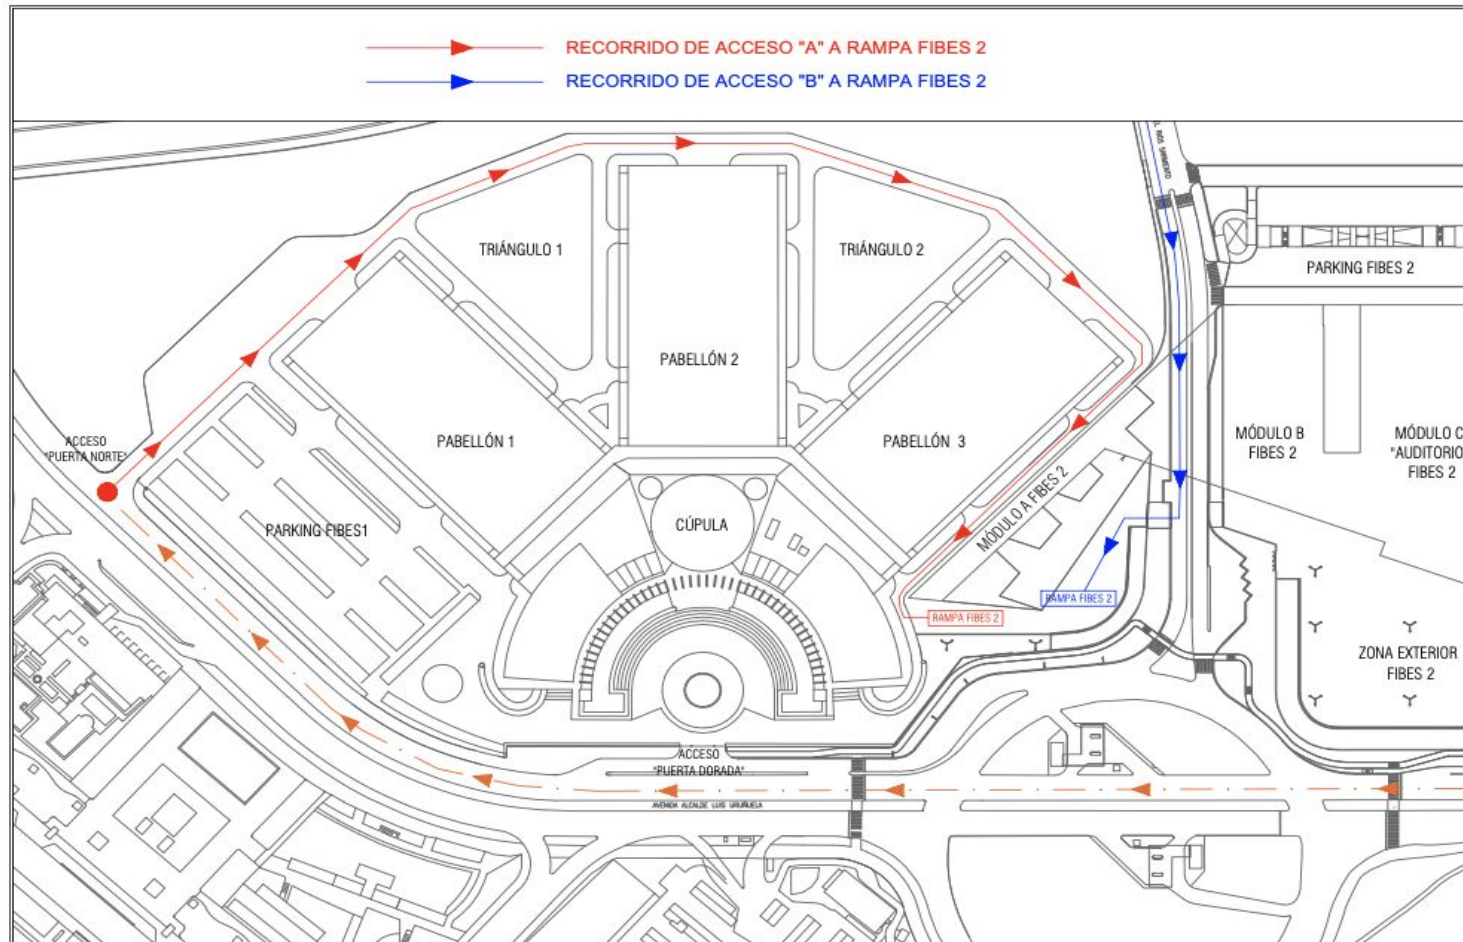 RECORRIDO DE ACCESO "A" A RAMPA FIBES 2
RECORRIDO DE ACCESO "B" A RAMPA FIBES 2
TRIÁNGULO 1
TRIÁNGULO 2
PARKING FIBES 2
PABELLÓN 2
PABELLÓN 1
PABELLÓN 3
ACCESO
"PUERTA NORTE"
MÓDULO B
FIBES 2
MÓDULO C
"AUDITORIO
FIBES 2
PARKING FIBES1
CÚPULA
MÓDULO A FIBES 2
RAMPA FIBES 2
RAMPA FIBES 2
ZONA EXTERIOR
FIBES 2
ACCESO
"PUERTA DORADA"
AVENIDA ALCALDE LUIS URUÑUELA